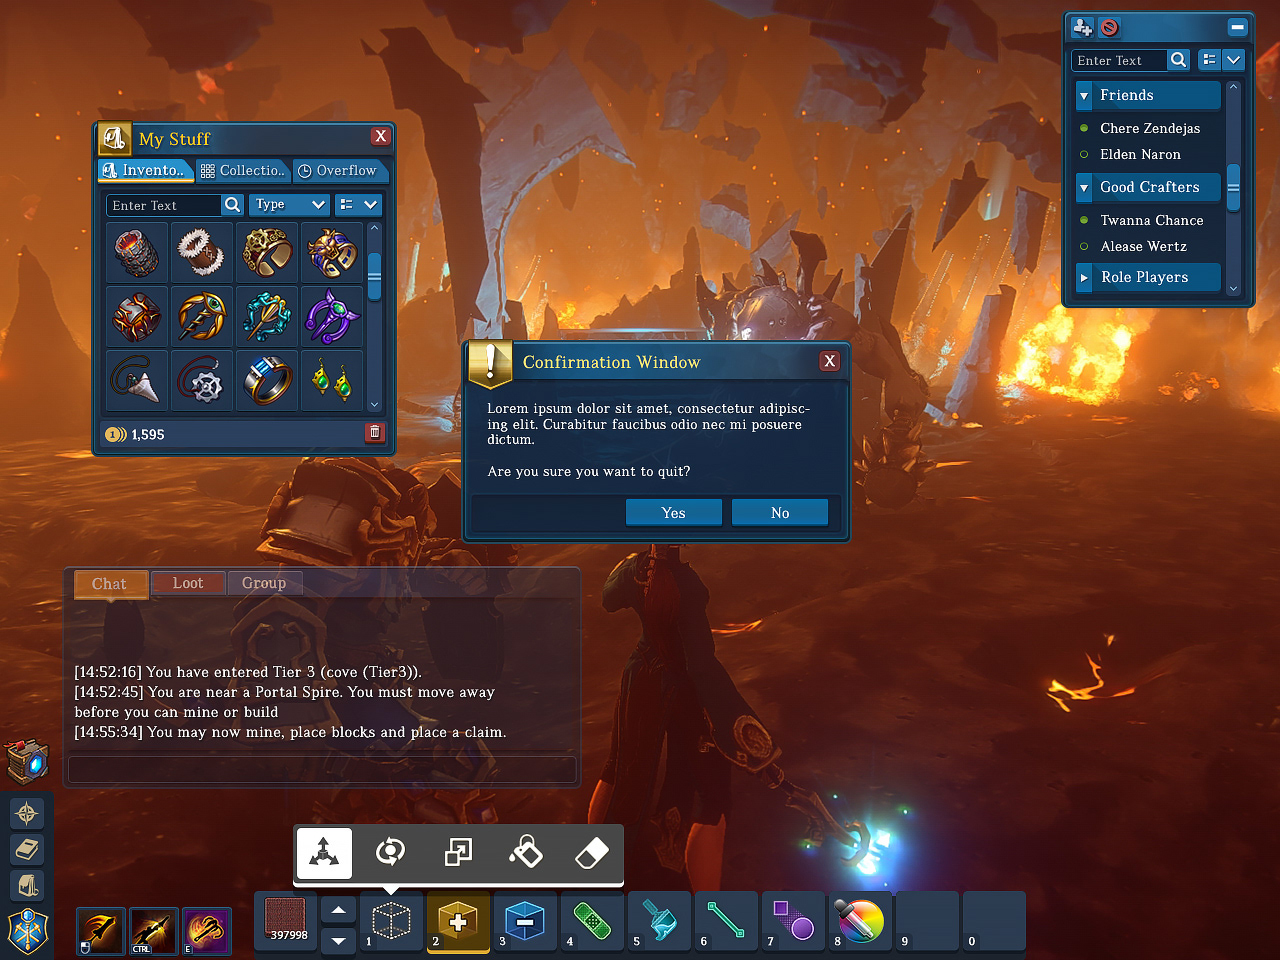 Enter Text
Friends
Chere Zendejas
Elden Naron
Good Crafters
Twanna Chance
Alease Wertz
Role Players
My Stuff
X
Invento..
Collectio..
Overflow
Enter Text
Type
1 1,595
Confirmation Window
X
Lorem ipsum dolor sit amet, consectetur adipisc-
ing elit. Curabitur faucibus odio nec mi posuere
dictum.
Are you sure you want to quit?
Yes
No
Chat
Loot
Group
[14:52:16] You have entered Tier 3 (cove (Tier3)).
[14:52:45] You are near a Portal Spire. You must move away
before you can mine or build
[14:55:34] You may now mine, place blocks and place a claim.
CTRL
E
397998
1
2
3
4
5
6
7
8
9
0